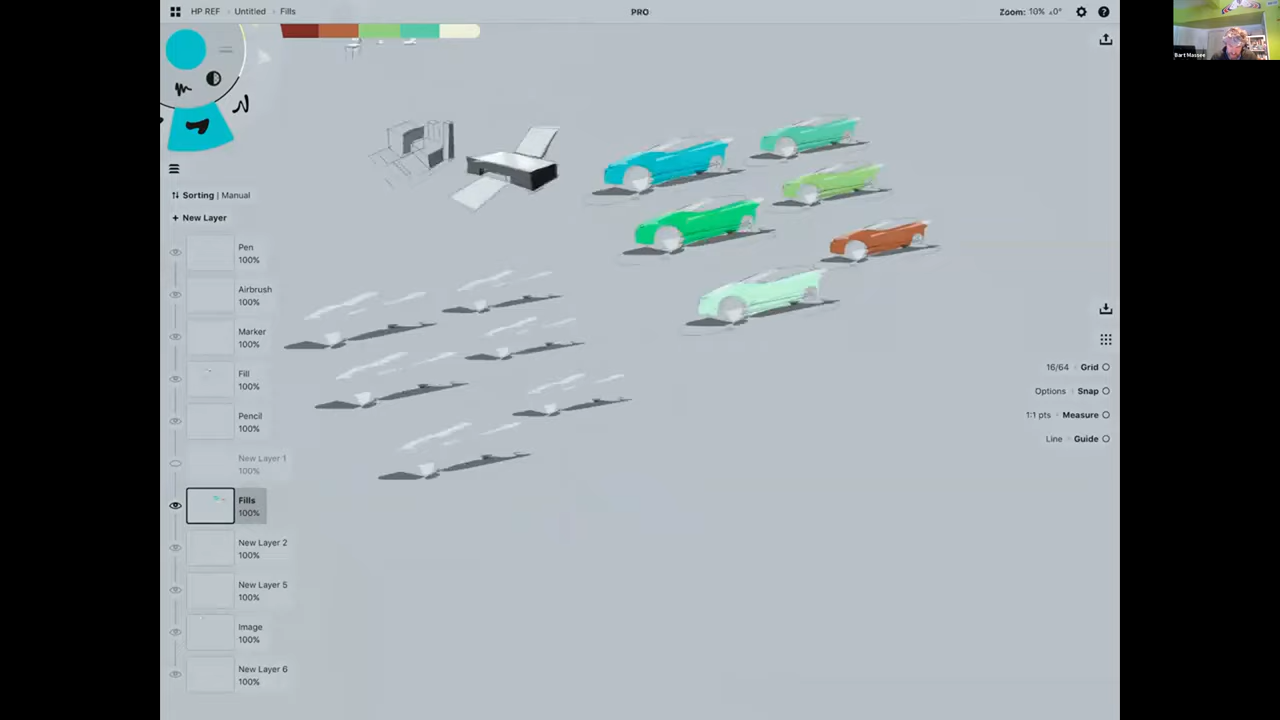 HP REF
Untitled
Fills
PRO
Zoom: 10% 0°
Bart Massee
Sorting | Manual
+ New Layer
Pen
100%
Airbrush
100%
Marker
100%
Fill
100%
Pencil
100%
New Layer 1
100%
Fills
100%
New Layer 2
100%
New Layer 5
100%
Image
100%
New Layer 6
100%
16/64 Grid
Options Snap
1:1 pts Measure
Line Guide